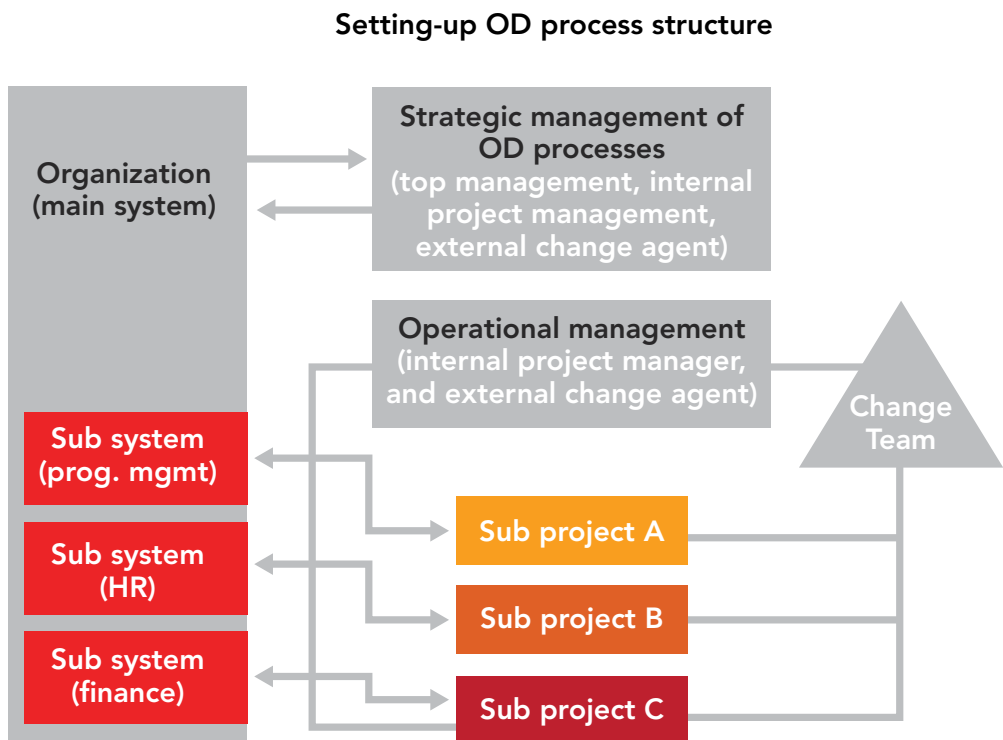 Setting-up OD process structure
Organization
(main system)
Strategic management of
OD processes
(top management, internal
project management,
external change agent)
Operational management
(internal project manager,
and external change agent)
Change
Team
Sub system
(prog. mgmt)
Sub system
(HR)
Sub system
(finance)
Sub project A
Sub project B
Sub project C